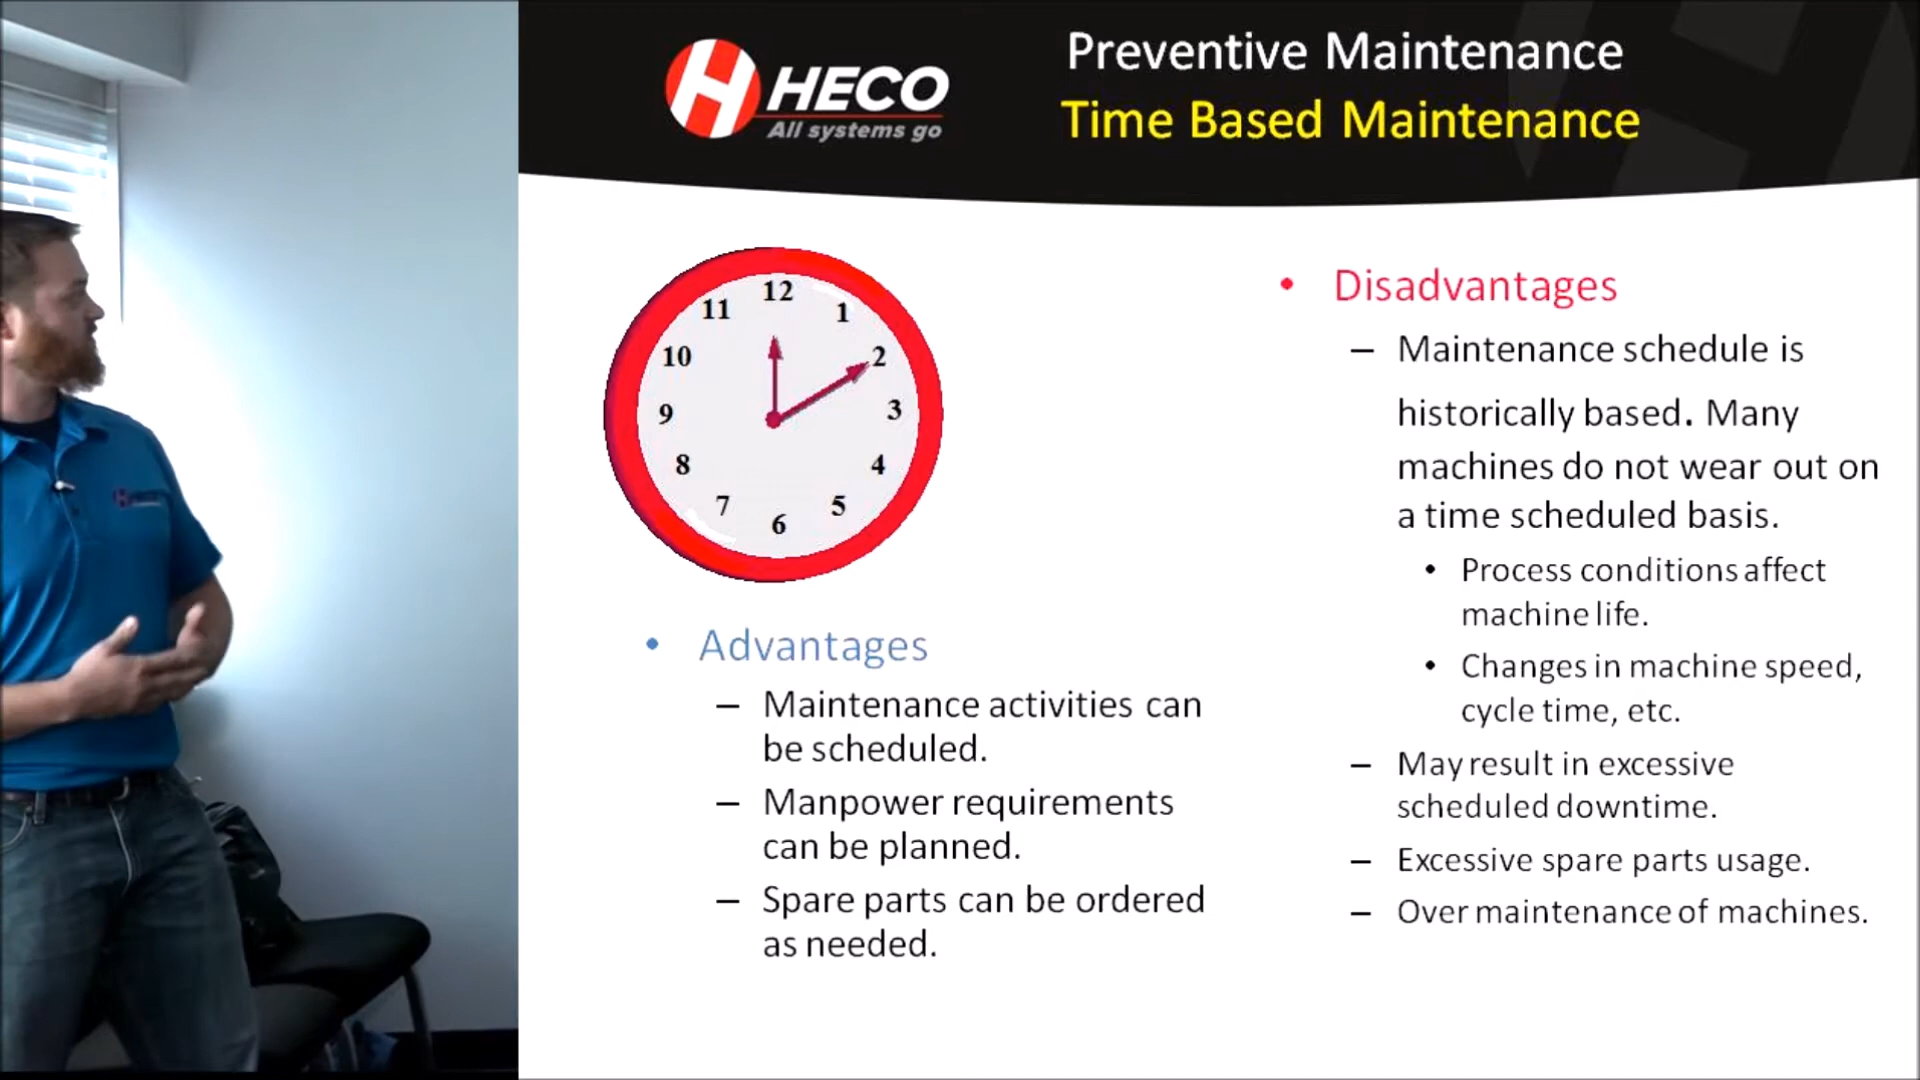 HECO
All systems go
Preventive Maintenance
Time Based Maintenance
12
1
2
3
4
5
6
7
8
9
10
11
• Advantages
– Maintenance activities can
be scheduled.
– Manpower requirements
can be planned.
– Spare parts can be ordered
as needed.
• Disadvantages
– Maintenance schedule is
historically based. Many
machines do not wear out on
a time scheduled basis.
• Process conditions affect
machine life.
• Changes in machine speed,
cycle time, etc.
– May result in excessive
scheduled downtime.
– Excessive spare parts usage.
– Over maintenance of machines.